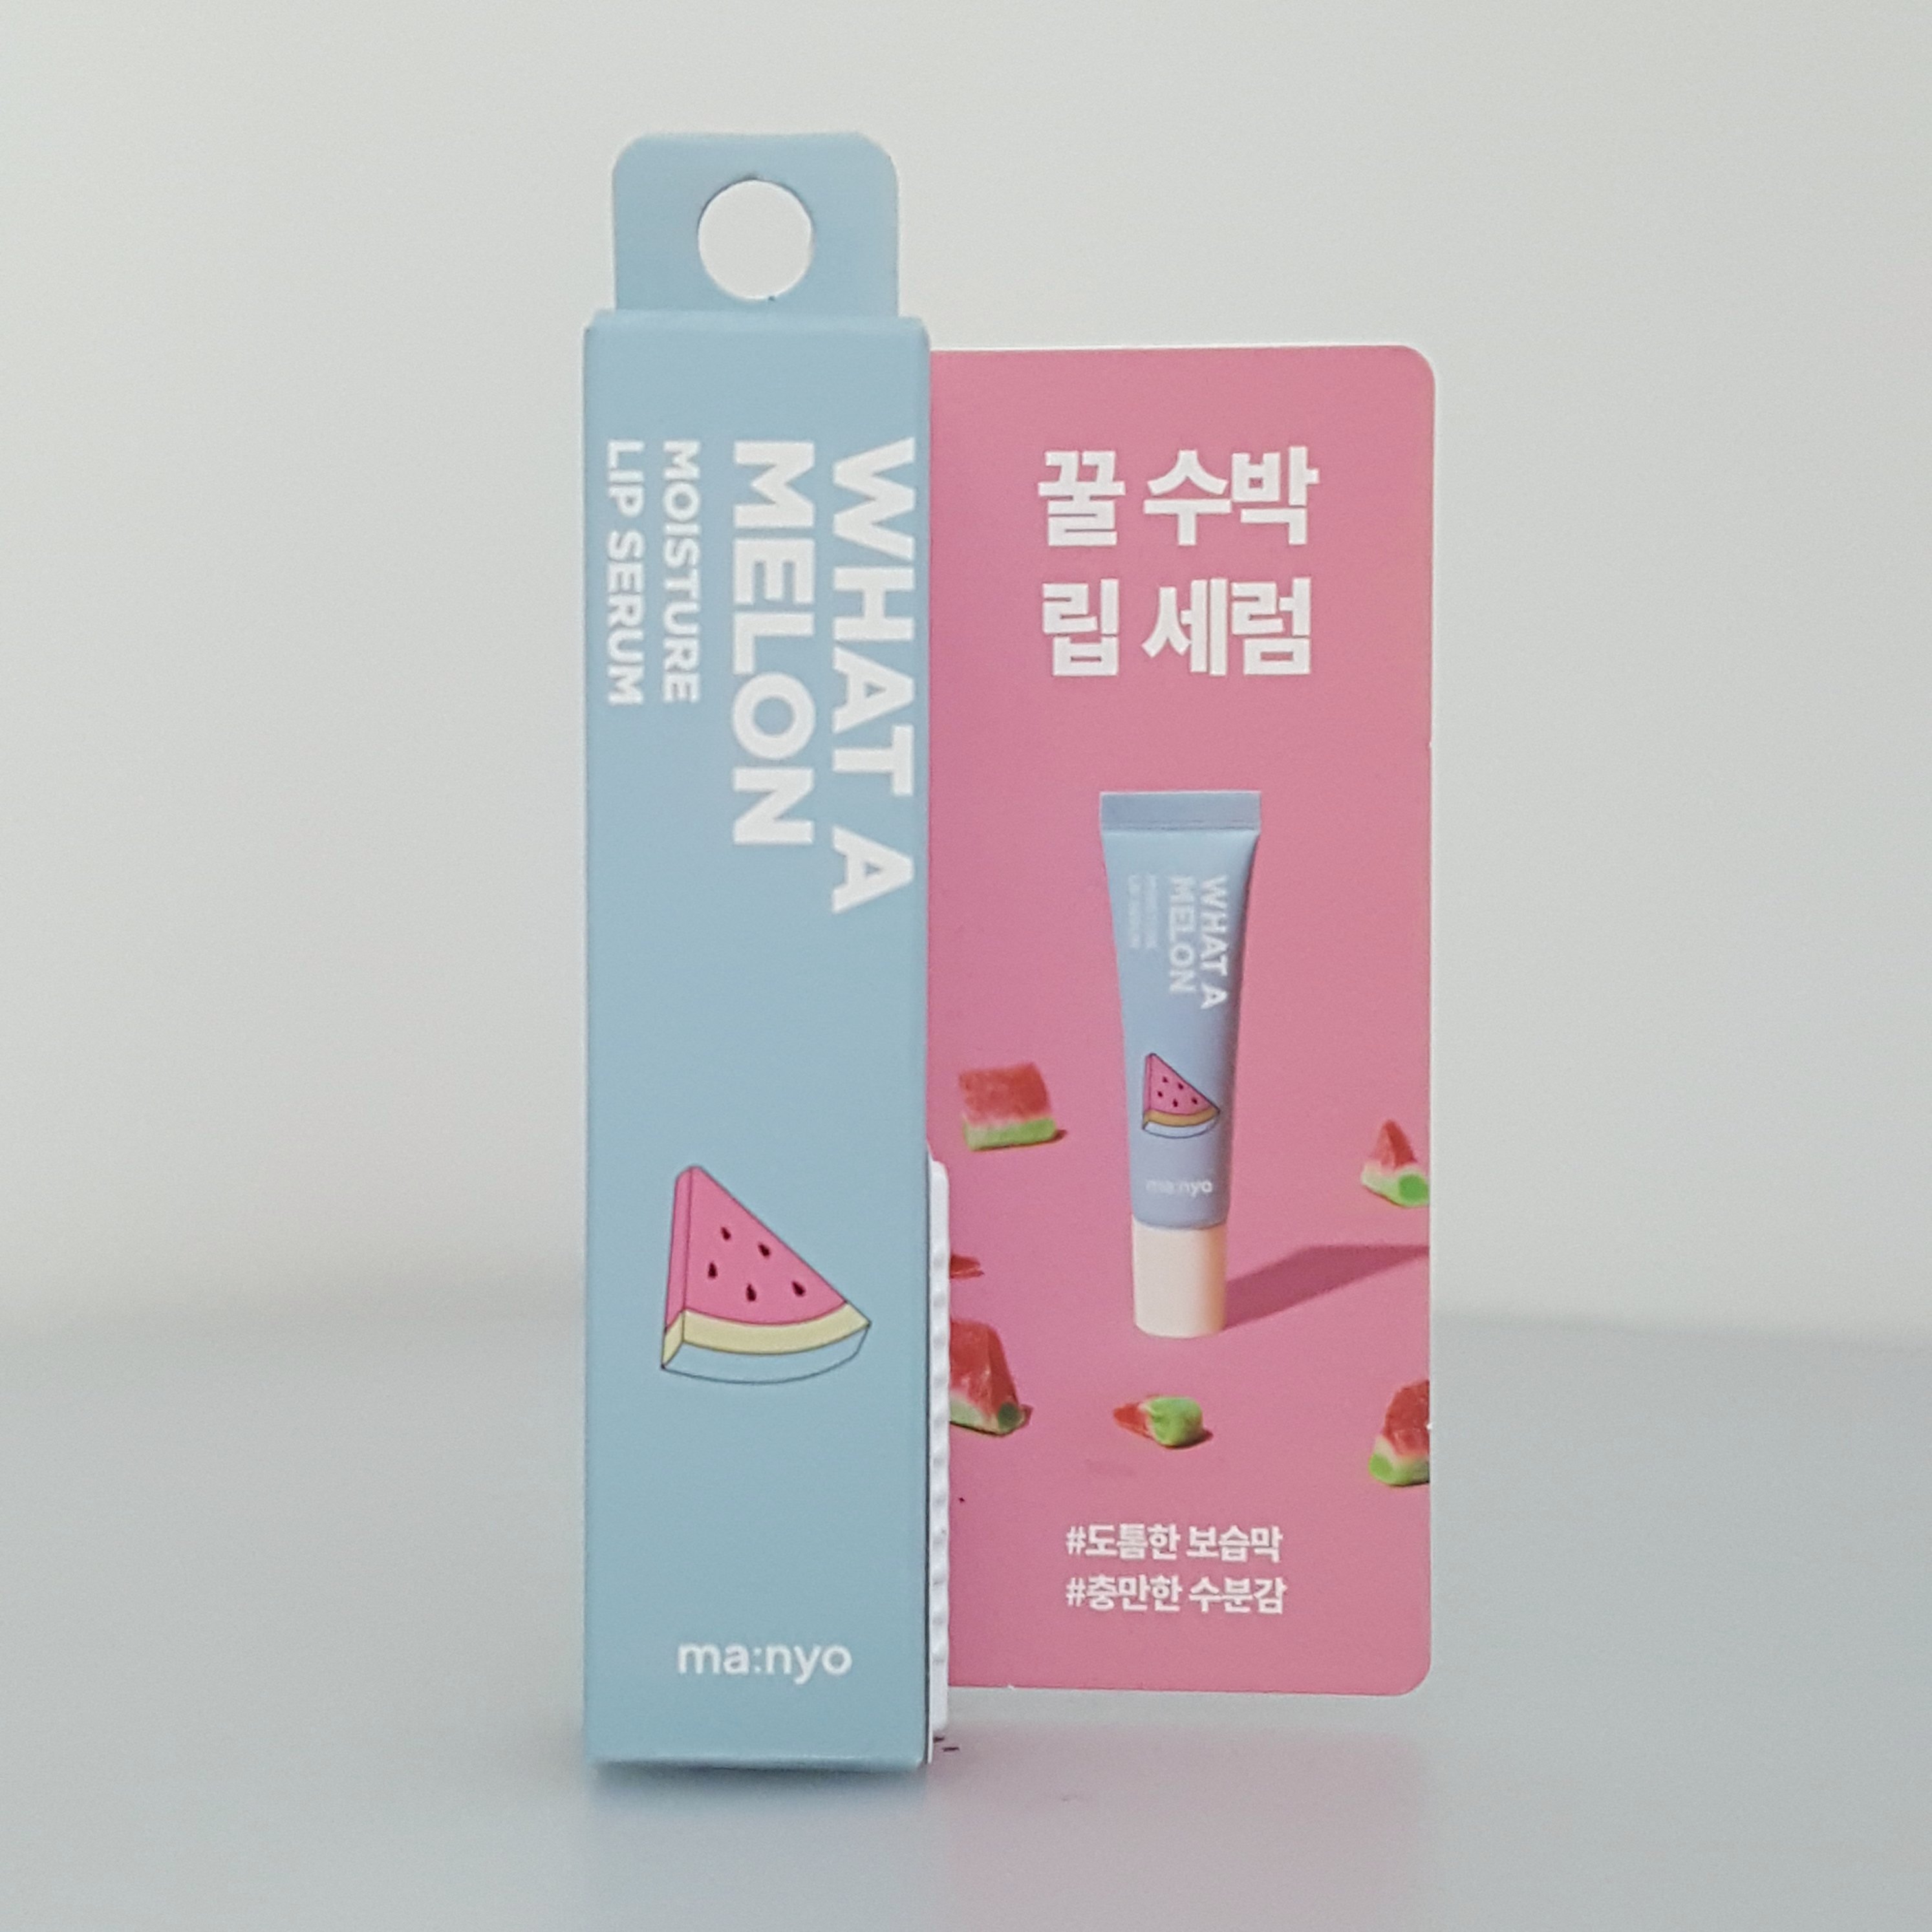 WHAT A
MELON
MOISTURE
LIP SERUM
ma:nyo
꿀 수박
립 세럼
WHAT A
MELON
ma:nyo
#도톰한 보습막
#충만한 수분감